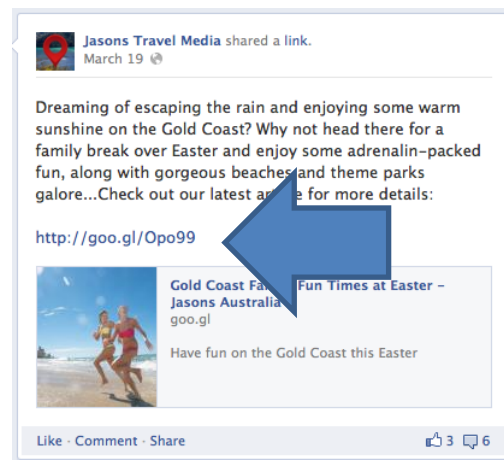 Jasons Travel Media shared a link.
March 19
Dreaming of escaping the rain and enjoying some warm
sunshine on the Gold Coast? Why not head there for a
family break over Easter and enjoy some adrenalin-packed
fun, along with gorgeous beaches and theme parks
galore...Check out our latest for more details:
http://goo.gl/Opo99
Gold Coast Fun Times at Easter –
Jasons Australia
goo.gl
Have fun on the Gold Coast this Easter
Like · Comment · Share 3 6